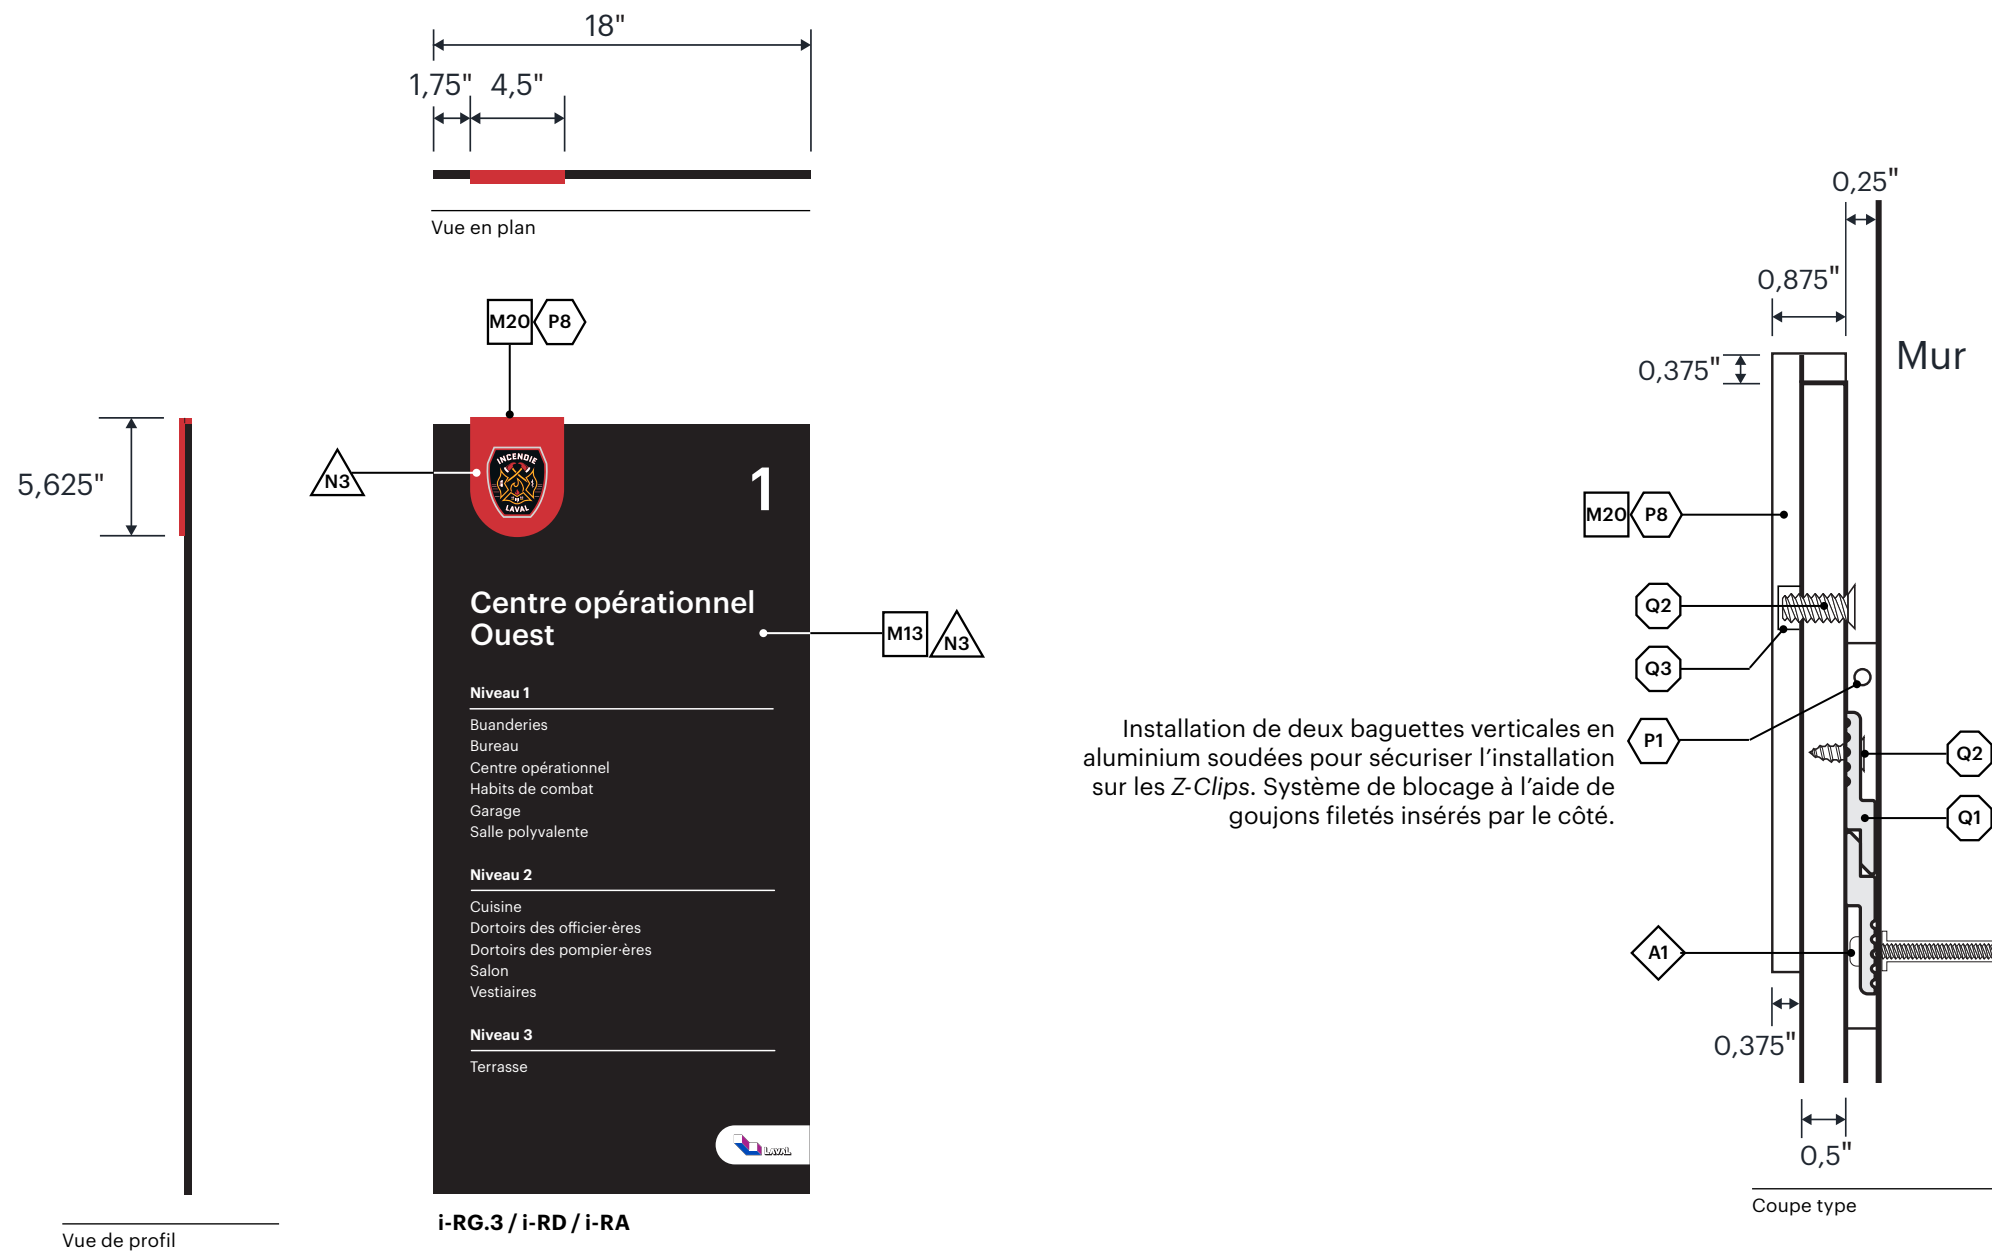 18"
1,75" 4,5"
Vue en plan
0,25"
0,875"
Mur
0,375"
M20 P8
5,625"
N3
INCENDIE
LAVAL
1
M20 P8
Centre opérationnel
Ouest
M13 N3
Q2
Q3
Niveau 1
Buanderies
Bureau
Centre opérationnel
Habits de combat
Garage
Salle polyvalente
Installation de deux baguettes verticales en
aluminium soudées pour sécuriser l’installation
sur les Z-Clips. Système de blocage à l’aide de
goujons filetés insérés par le côté.
P1
Q2
Q1
Niveau 2
Cuisine
Dortoirs des officier·ères
Dortoirs des pompier·ères
Salon
Vestiaires
A1
Niveau 3
Terrasse
0,375"
LAVAL
0,5"
Coupe type
i-RG.3 / i-RD / i-RA
Vue de profil